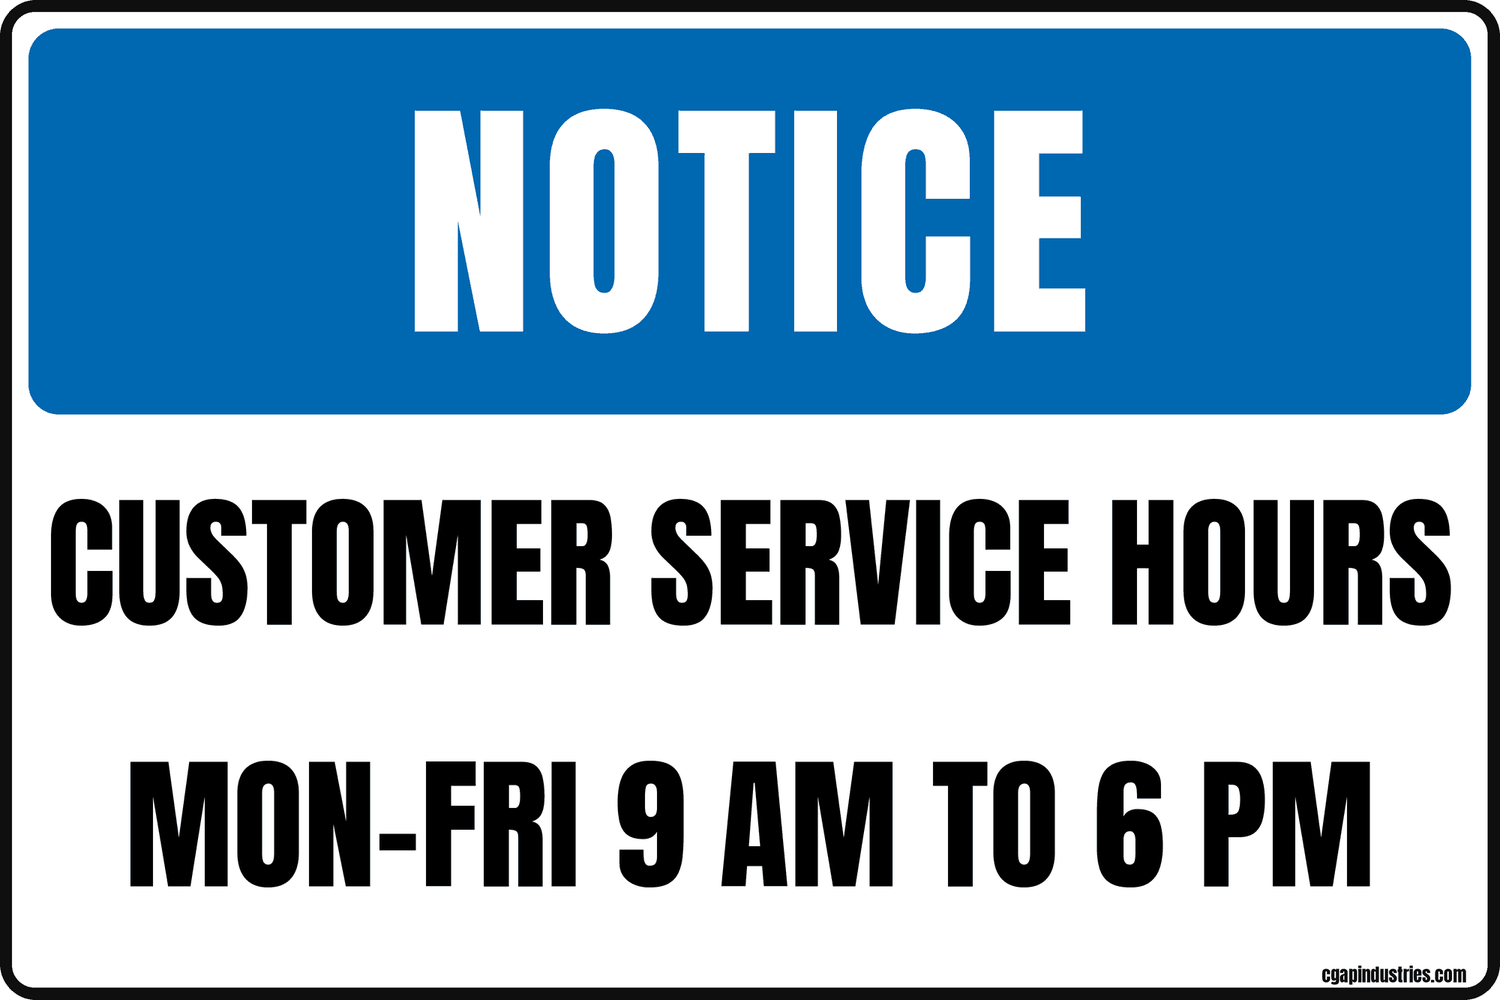 NOTICE
CUSTOMER SERVICE HOURS
MON-FRI 9 AM TO 6 PM
cgapindustries.com